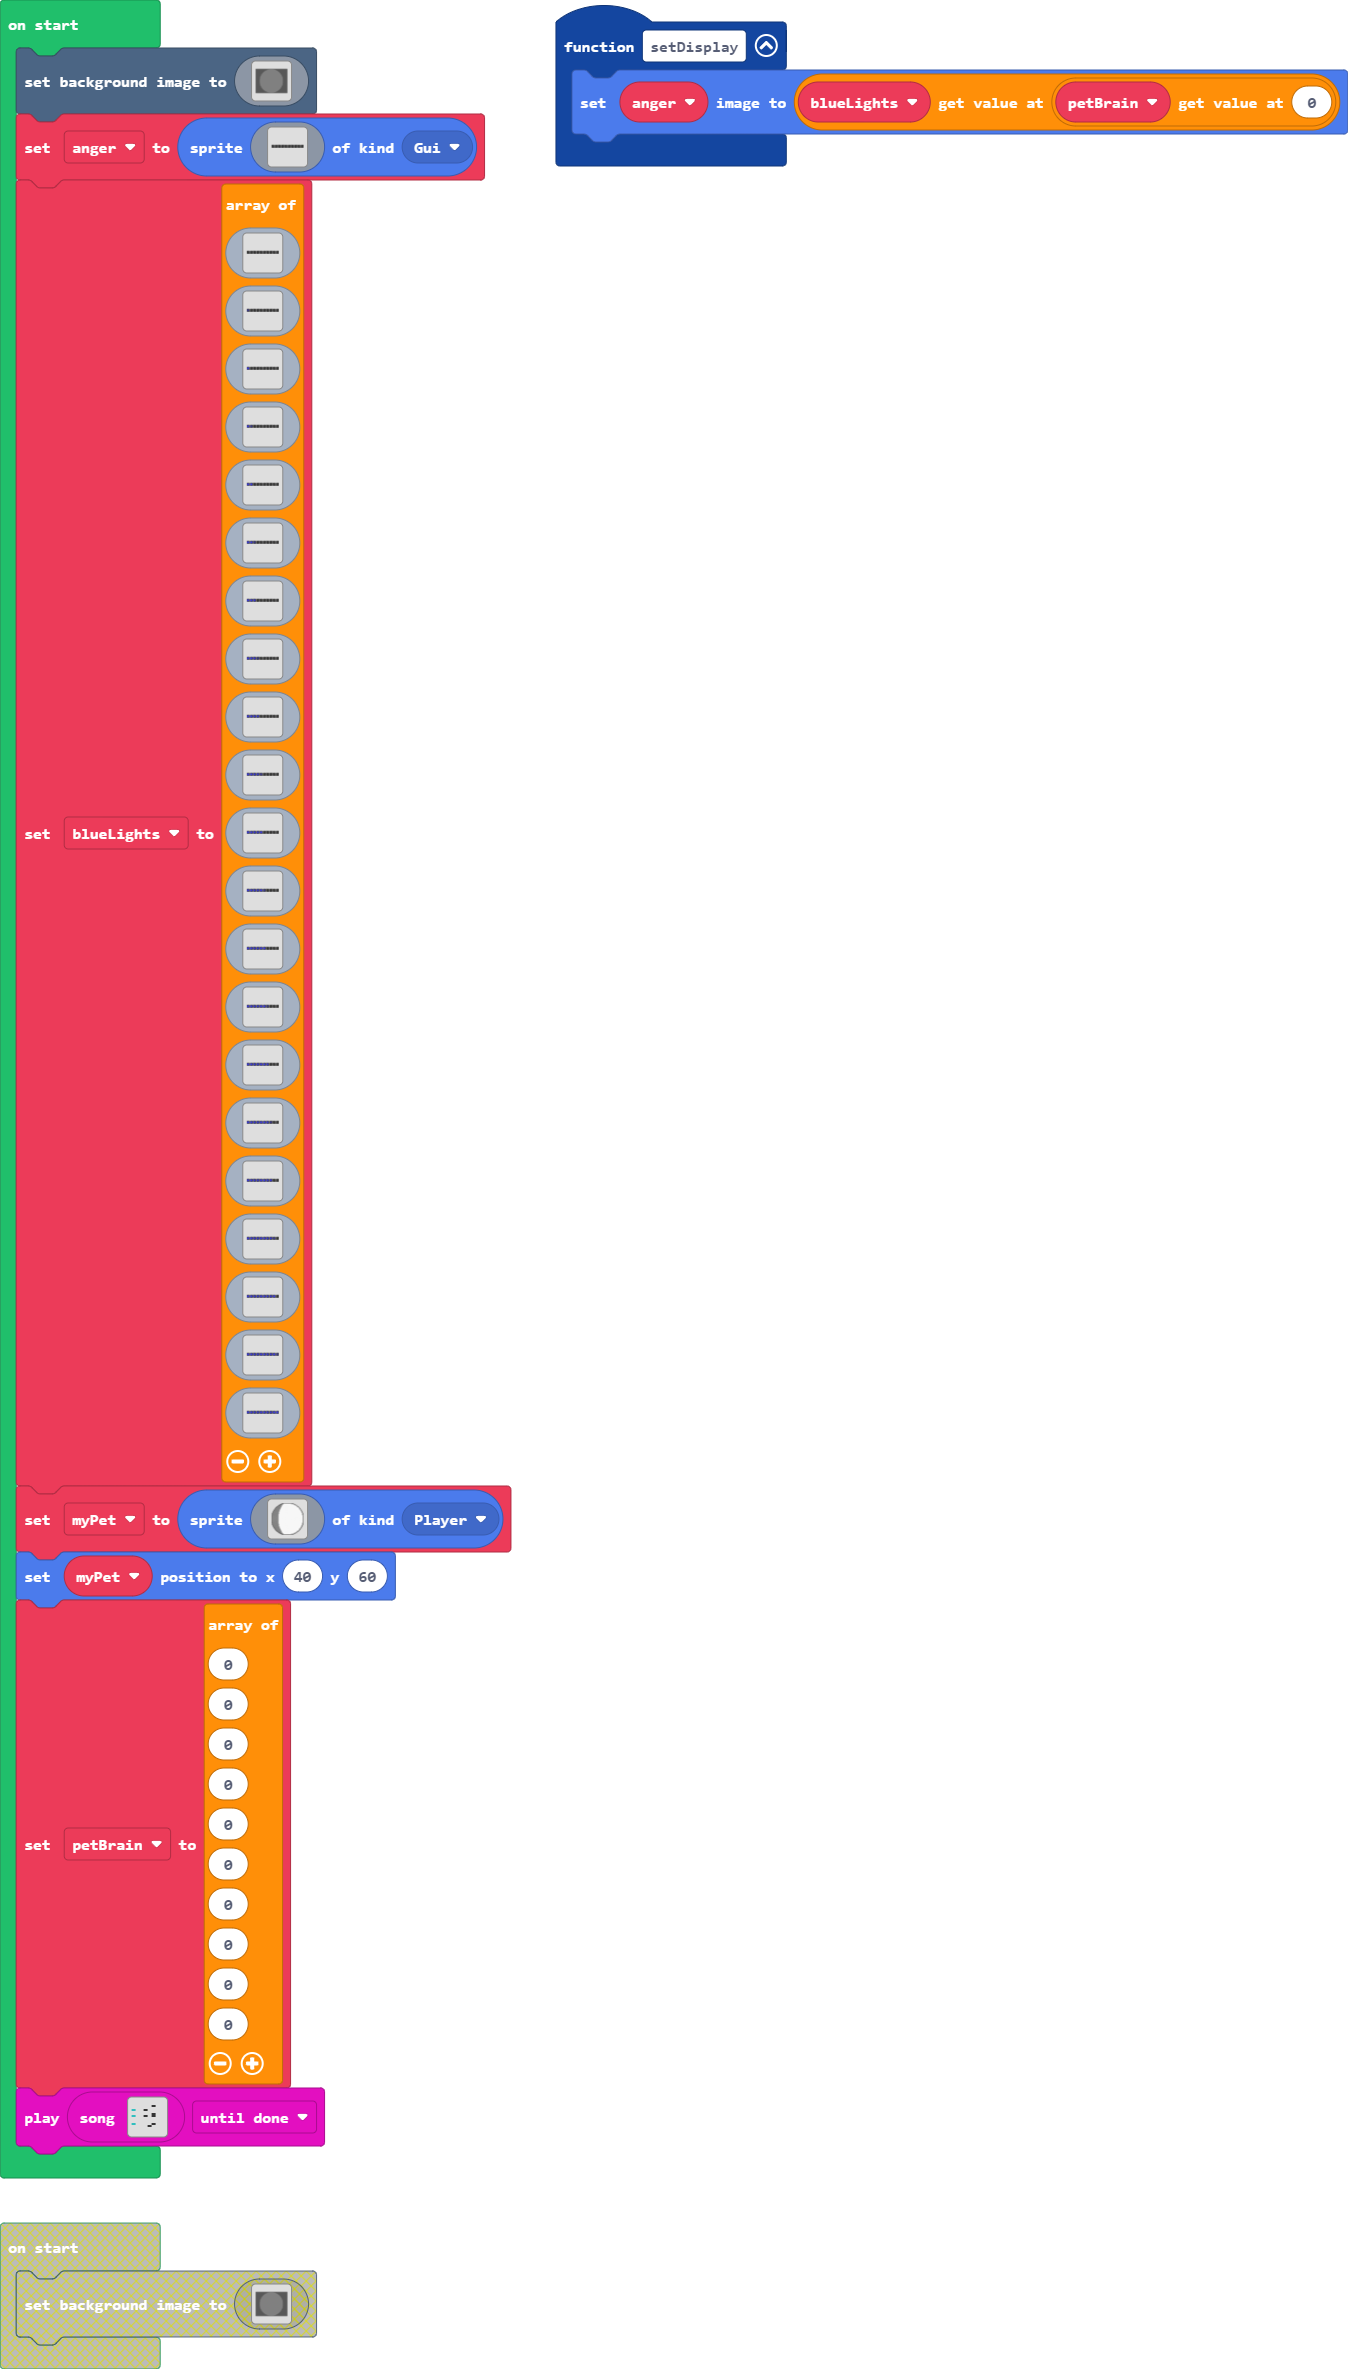 on start
set background image to
set anger to sprite of kind Gui
set blueLights to array of
set myPet to sprite of kind Player
set myPet position to x 40 y 60
set petBrain to array of
0
0
0
0
0
0
0
0
0
0
play song until done
on start
set background image to
function setDisplay
set anger image to blueLights get value at petBrain get value at 0